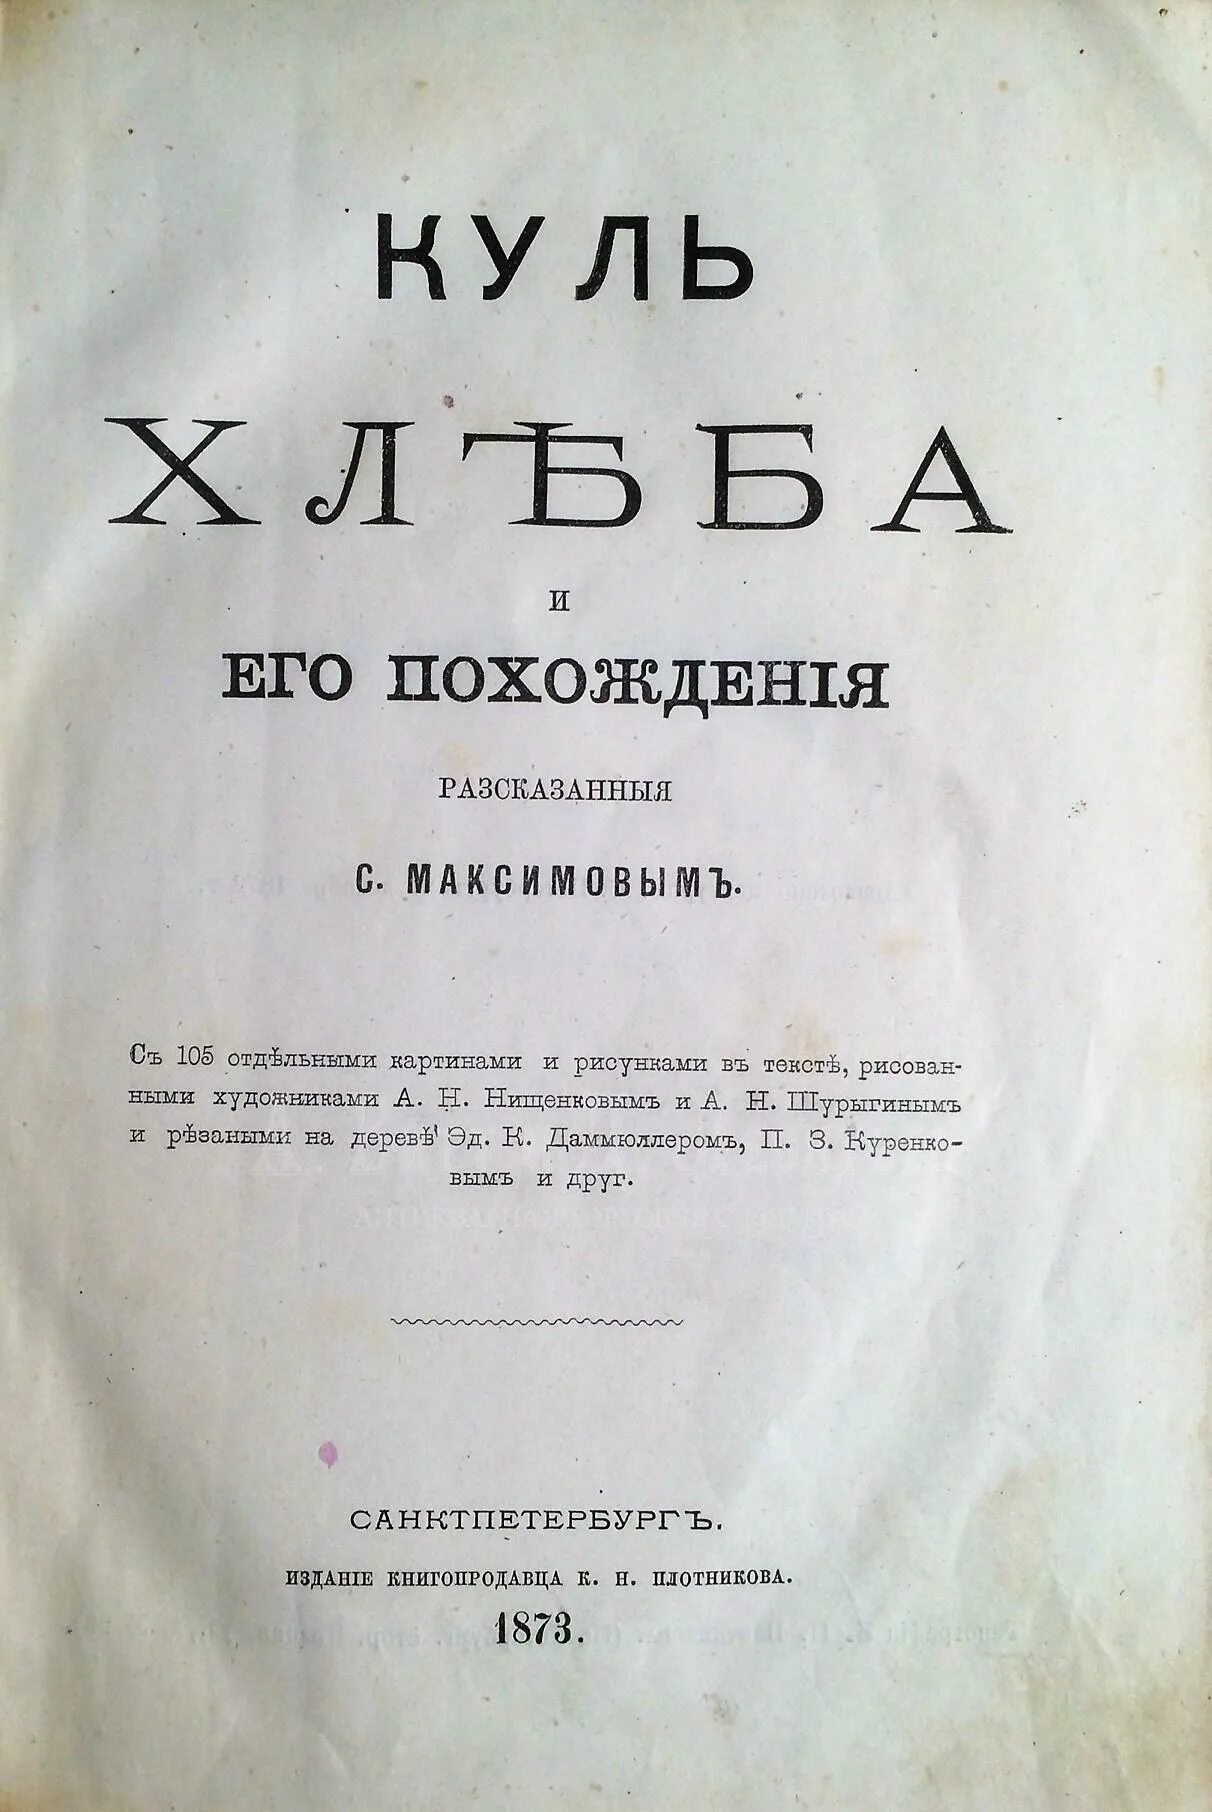 КУЛЬ
ХЛѢБА
И
ЕГО ПОХОЖДЕНІЯ
РАЗСКАЗАННЫЯ
С. МАКСИМОВЫМЪ.
Съ 105 отдѣльными картинами и рисунками въ текстѣ, рисован-
ными художниками А. Н. Нищенковымъ и А. Н. Шурыгинымъ
и рѣзаными на деревѣ Эд. К. Даммюллеромъ, П. З. Куренко-
вымъ и друг.
САНКТПЕТЕРБУРГЪ.
ИЗДАНІЕ КНИГОПРОДАВЦА К. Н. ПЛОТНИКОВА.
1873.